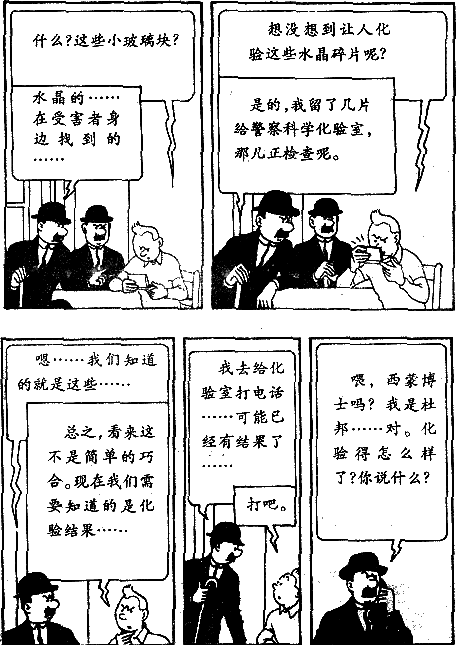 什么？这些小玻璃块？
水晶的……
在受害者身
边找到的
……
想没想到让人化
验这些水晶碎片呢？
是的，我留了几片
给警察科学化验室，
那儿正检查呢。
嗯……我们知道
的就是这些……
总之，看来这
不是简单的巧
合。现在我们需
要知道的是化
验结果……
我去给化
验室打电话
……可能已
经有结果了
……
打吧。
喂，西蒙博
士吗？我是杜
邦……对。化
验得怎么样
了？你说什么？